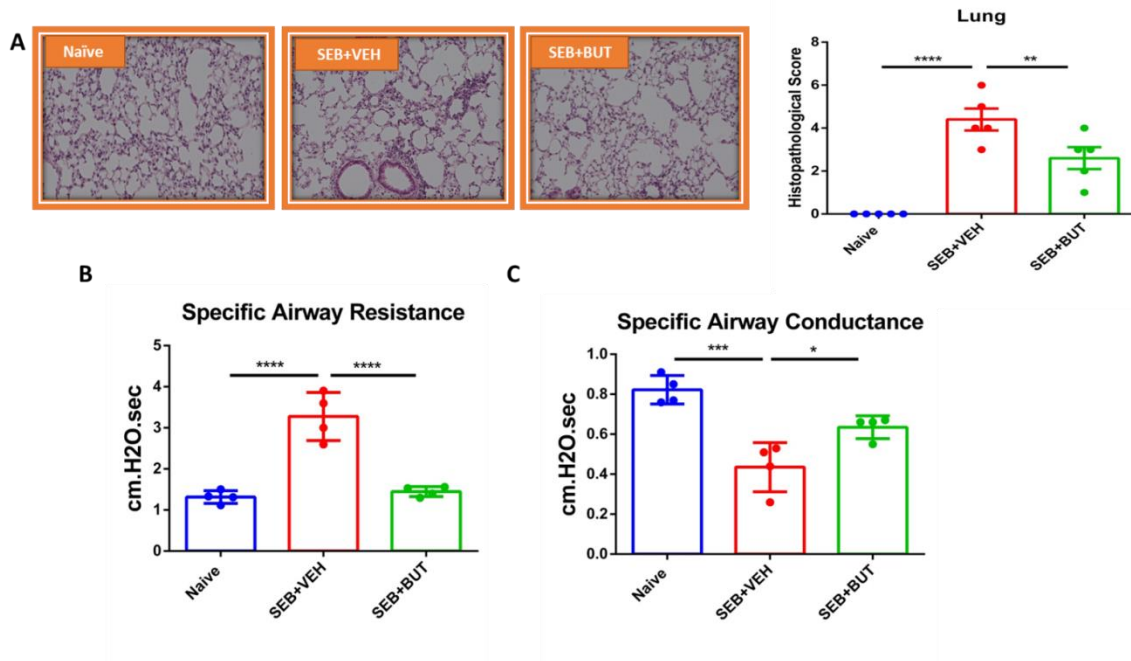 A
Naïve
SEB+VEH
SEB+BUT
Lung
Histopathological Score
8
6
4
2
0
****
**
Naive
SEB+VEH
SEB+BUT
B
Specific Airway Resistance
cm.H2O.sec
5
4
3
2
1
0
****
****
Naive
SEB+VEH
SEB+BUT
C
Specific Airway Conductance
cm.H2O.sec
1.0
0.8
0.6
0.4
0.2
0.0
***
*
Naive
SEB+VEH
SEB+BUT